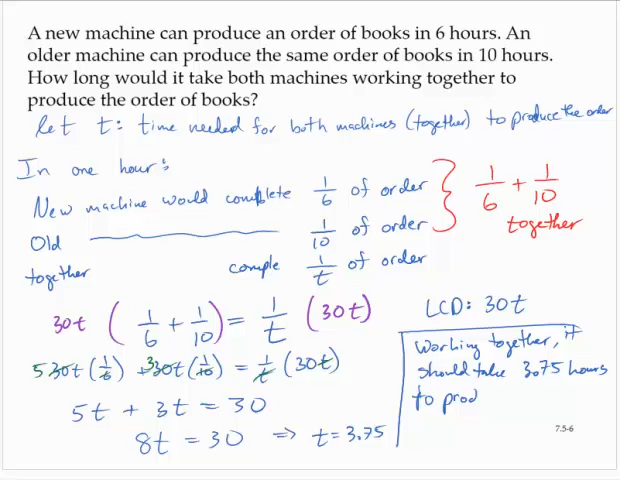 A new machine can produce an order of books in 6 hours. An
older machine can produce the same order of books in 10 hours.
How long would it take both machines working together to
produce the order of books?
let t: time needed for both machines (together) to produce the order
In one hour:
New machine would complete 1/6 of order
Old 1/10 of order
together comple 1/t of order
1/6 + 1/10
together
30t ( 1/6 + 1/10 ) = 1/t (30t)
5 30t (1/6) + 3 30t (1/10) = 1/t (30t)
5t + 3t = 30
8t = 30 ⇒ t = 3.75
LCD: 30t
Working together, it
should take 3.75 hours
to prod
7.5-6